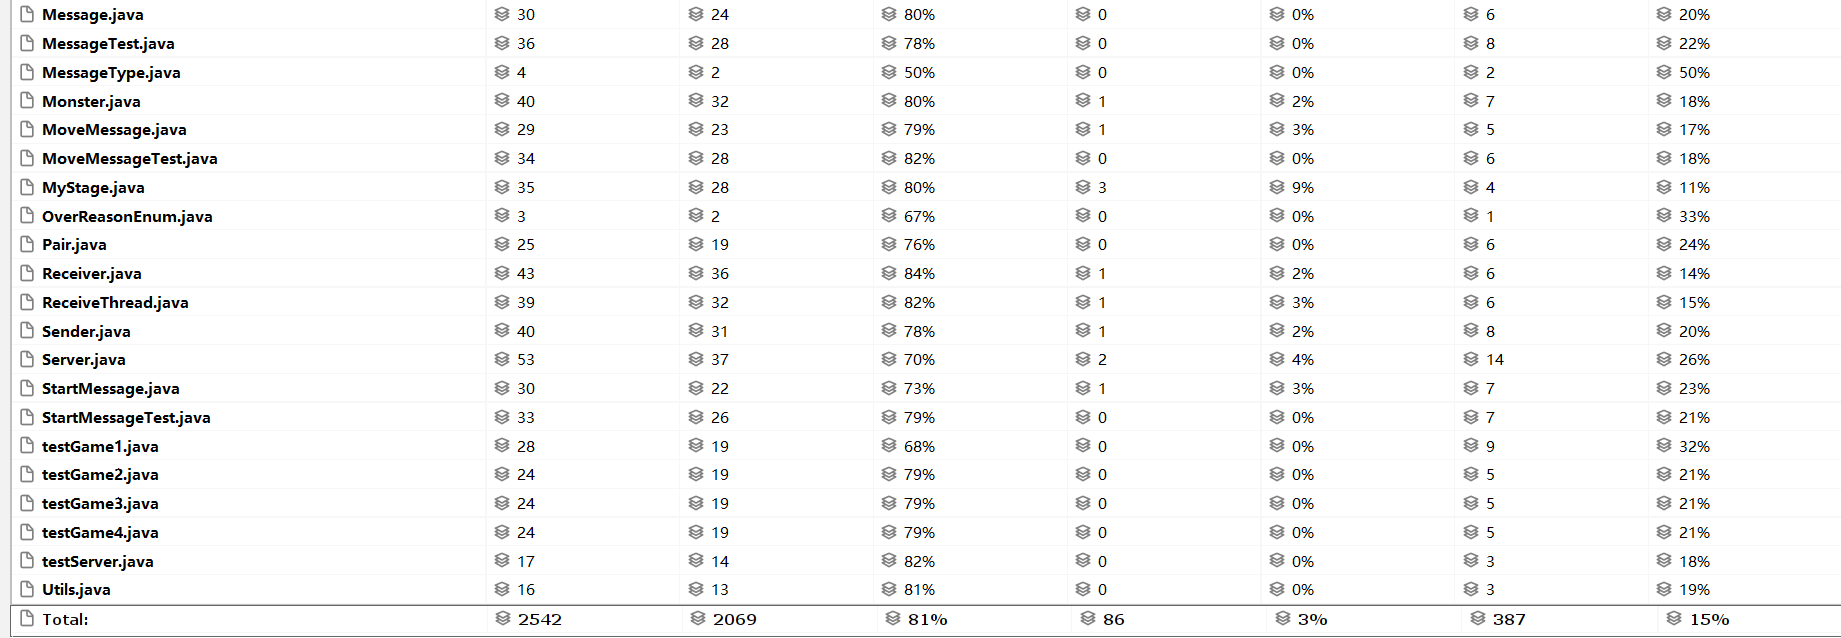 Message.java 30 24 80% 0 0% 6 20%
MessageTest.java 36 28 78% 0 0% 8 22%
MessageType.java 4 2 50% 0 0% 2 50%
Monster.java 40 32 80% 1 2% 7 18%
MoveMessage.java 29 23 79% 1 3% 5 17%
MoveMessageTest.java 34 28 82% 0 0% 6 18%
MyStage.java 35 28 80% 3 9% 4 11%
OverReasonEnum.java 3 2 67% 0 0% 1 33%
Pair.java 25 19 76% 0 0% 6 24%
Receiver.java 43 36 84% 1 2% 6 14%
ReceiveThread.java 39 32 82% 1 3% 6 15%
Sender.java 40 31 78% 1 2% 8 20%
Server.java 53 37 70% 2 4% 14 26%
StartMessage.java 30 22 73% 1 3% 7 23%
StartMessageTest.java 33 26 79% 0 0% 7 21%
testGame1.java 28 19 68% 0 0% 9 32%
testGame2.java 24 19 79% 0 0% 5 21%
testGame3.java 24 19 79% 0 0% 5 21%
testGame4.java 24 19 79% 0 0% 5 21%
testServer.java 17 14 82% 0 0% 3 18%
Utils.java 16 13 81% 0 0% 3 19%
Total: 2542 2069 81% 86 3% 387 15%